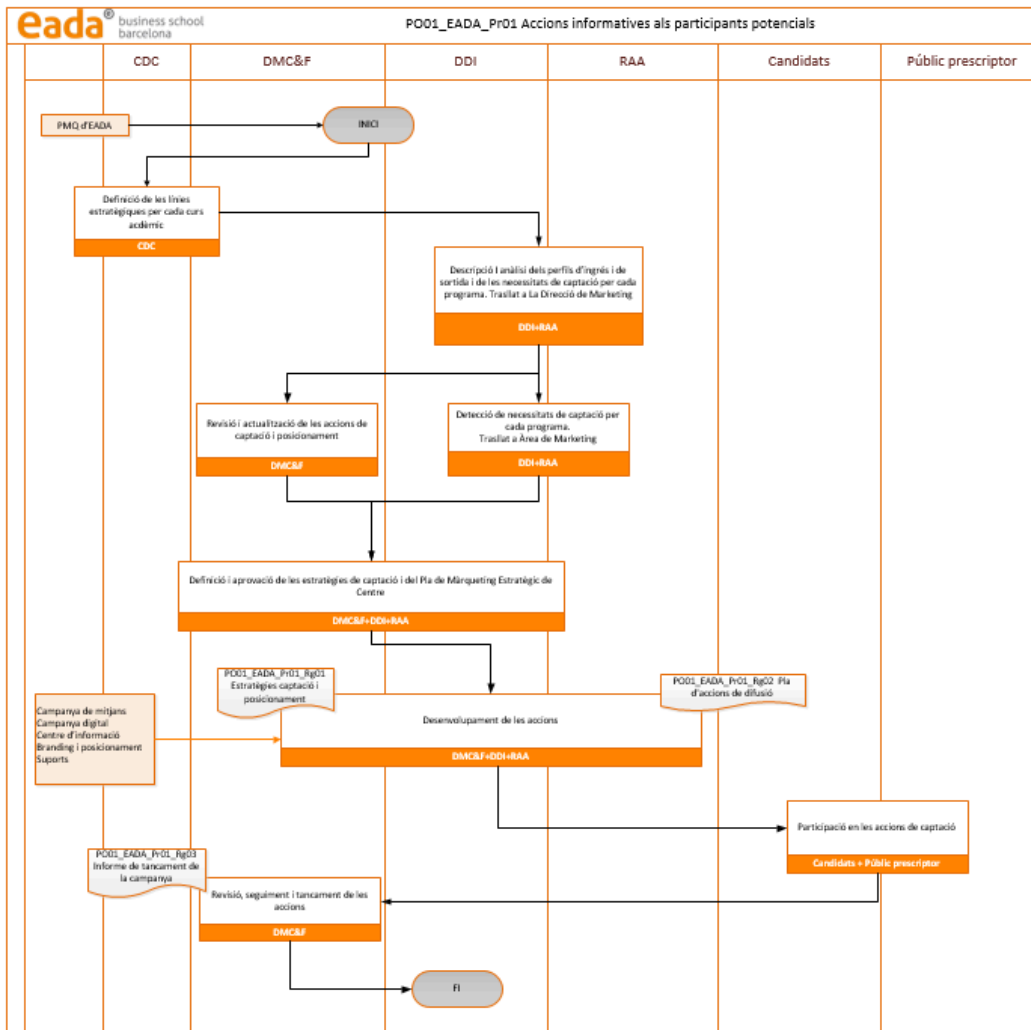 eada® business school
barcelona
PO01_EADA_Pr01 Accions informatives als participants potencials
CDC
DMC&F
DDI
RAA
Candidats
Públic prescriptor
PMQ d'EADA
INICI
Definició de les línies
estratègiques per cada curs
acdèmic
CDC
Descripció I anàlisi dels perfils d'ingrés i de
sortida i de les necessitats de captació per cada
programa. Trasllat a La Direcció de Marketing
DDI+RAA
Revisió i actualització de les accions de
captació i posicionament
DMC&F
Detecció de necessitats de captació per
cada programa.
Trasllat a Àrea de Marketing
DDI+RAA
Definició i aprovació de les estratègies de captació i del Pla de Màrqueting Estratègic de
Centre
DMC&F+DDI+RAA
PO01_EADA_Pr01_Rg01
Estratègies captació i
posicionament
PO01_EADA_Pr01_Rg02 Pla
d'accions de difusió
Campanya de mitjans
Campanya digital
Centre d'informació
Branding i posicionament
Suports
Desenvolupament de les accions
DMC&F+DDI+RAA
Participació en les accions de captació
Candidats + Públic prescriptor
PO01_EADA_Pr01_Rg03
Informe de tancament de
la campanya
Revisió, seguiment i tancament de les
accions
DMC&F
FI